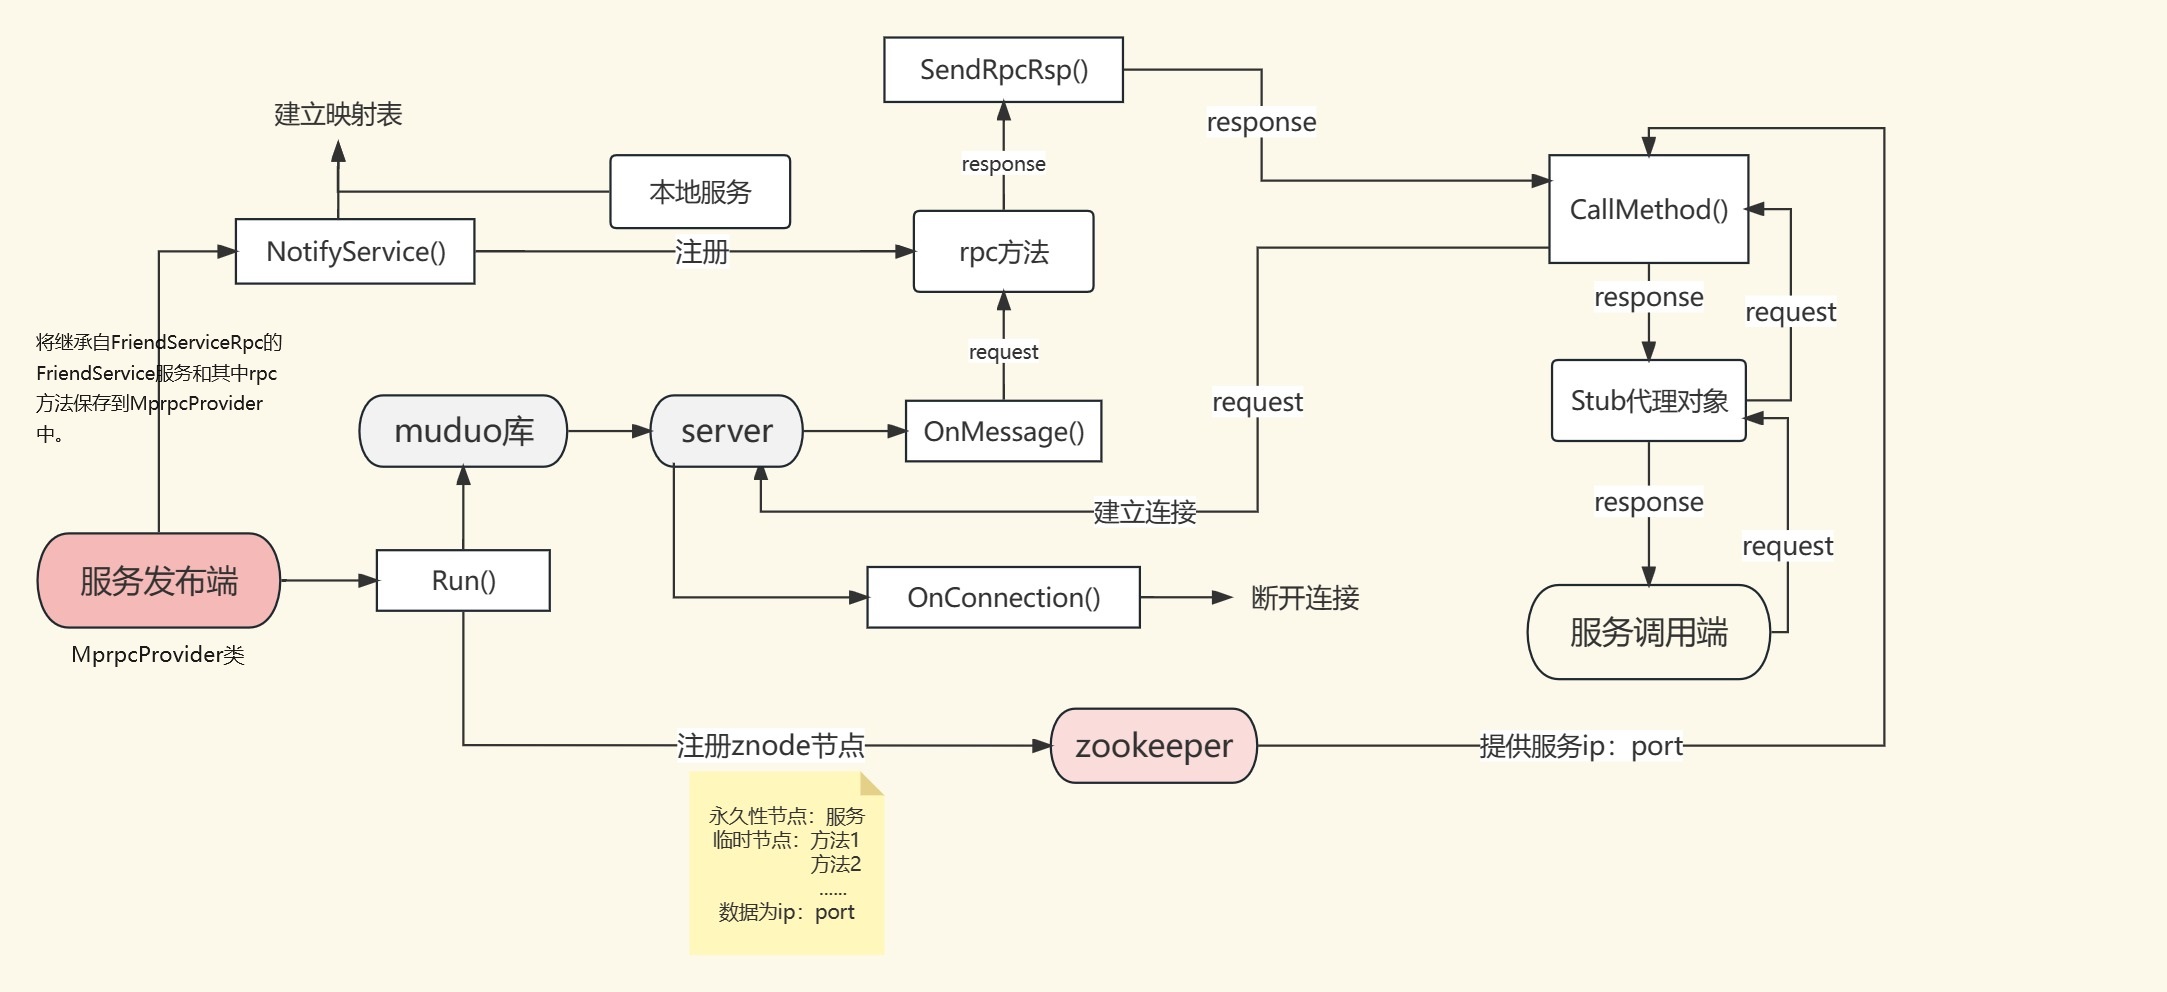 SendRpcRsp()
建立映射表
response
response
本地服务
CallMethod()
NotifyService()
注册
rpc方法
response
request
将继承自FriendServiceRpc的
FriendService服务和其中rpc
方法保存到MprpcProvider
中。
request
muduo库
server
OnMessage()
request
Stub代理对象
建立连接
response
request
服务发布端
Run()
OnConnection()
断开连接
服务调用端
MprpcProvider类
注册znode节点
zookeeper
提供服务ip：port
永久性节点：服务
临时节点：方法1
方法2
......
数据为ip：port